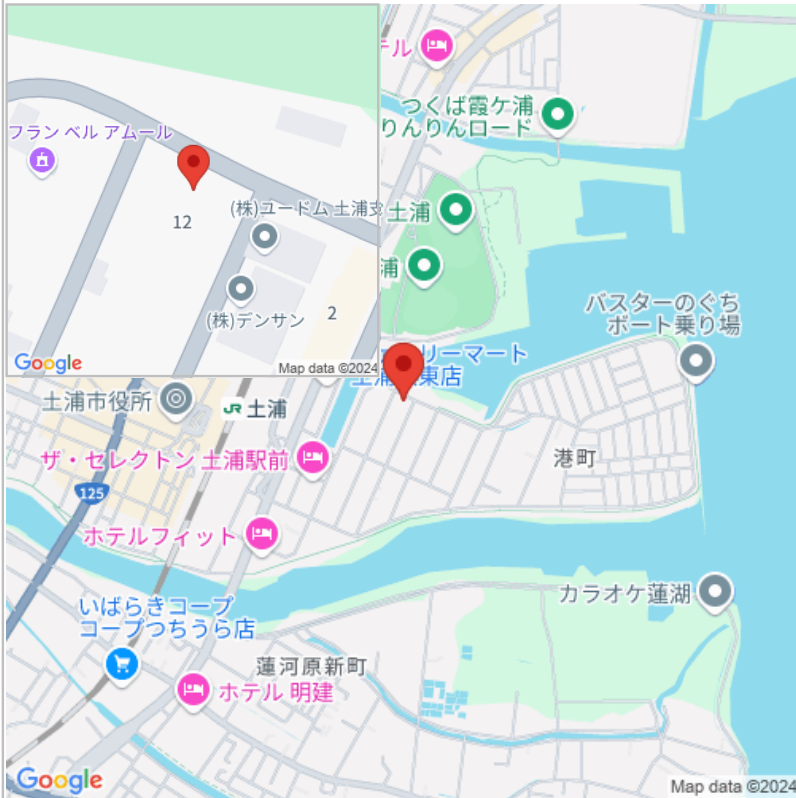 フラン ベル アムール
12
(株)ユードム 土浦支
(株)デンサン
2
Google
Map data ©2024
テル
つくば霞ケ浦
りんりんロード
土浦
浦
バスターのぐち
ボート乗り場
リーマート
東店
土浦市役所
JR 土浦
ザ・セレクトン 土浦駅前
港町
125
ホテルフィット
いばらきコープ
コープつちうら店
カラオケ蓮湖
蓮河原新町
ホテル 明建
Google
Map data ©2024